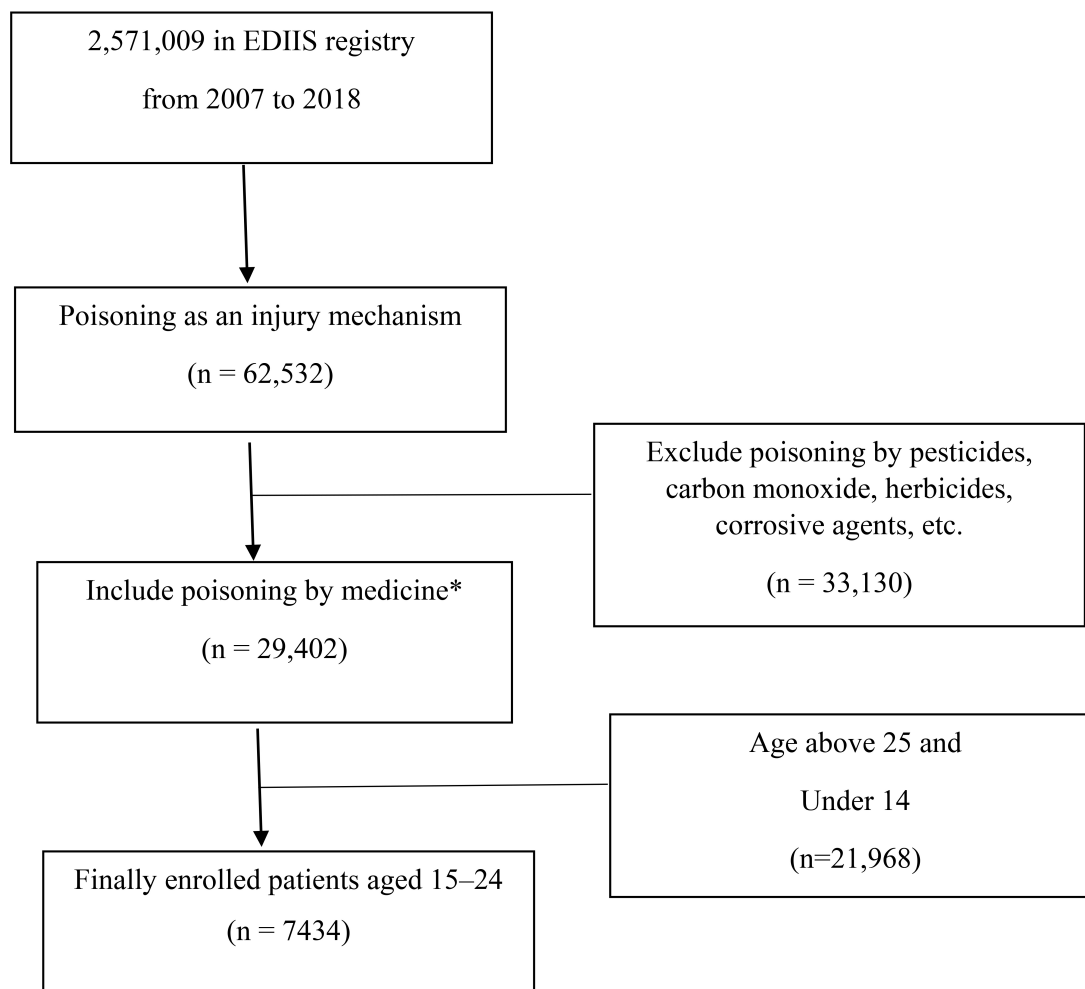 2,571,009 in EDIIS registry
from 2007 to 2018
Poisoning as an injury mechanism
(n = 62,532)
Exclude poisoning by pesticides,
carbon monoxide, herbicides,
corrosive agents, etc.
(n = 33,130)
Include poisoning by medicine*
(n = 29,402)
Age above 25 and
Under 14
(n=21,968)
Finally enrolled patients aged 15–24
(n = 7434)